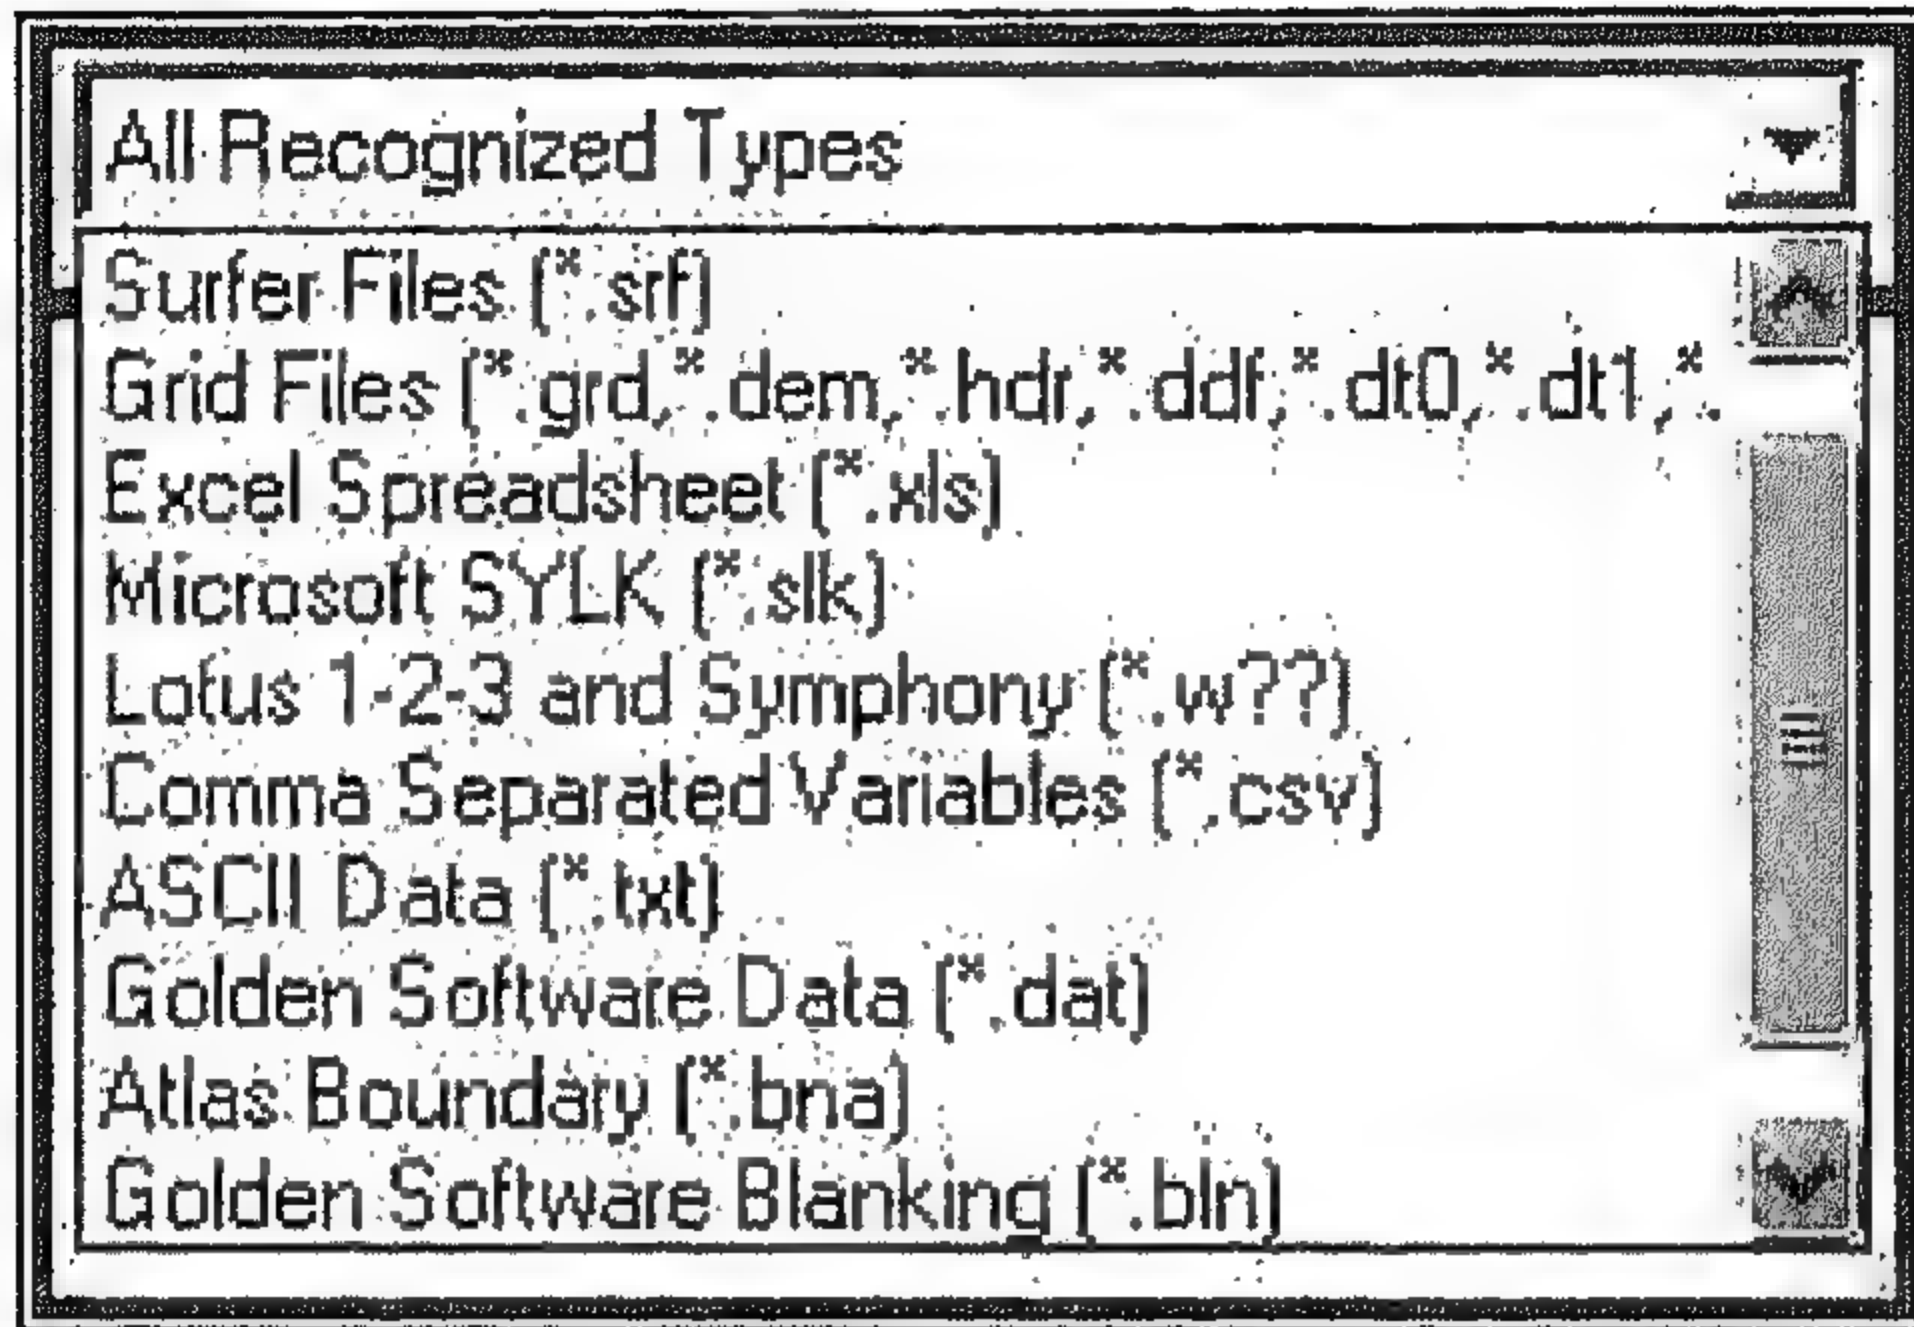 All Recognized Types
Surfer Files (*.srf)
Grid Files (*.grd,*.dem,*.hdr,*.ddf,*.dt0,*.dt1,*.
Excel Spreadsheet (*.xls)
Microsoft SYLK (*.slk)
Lotus 1-2-3 and Symphony (*.w??)
Comma Separated Variables (*.csv)
ASCII Data (*.txt)
Golden Software Data (*.dat)
Atlas Boundary (*.bna)
Golden Software Blanking (*.bln)